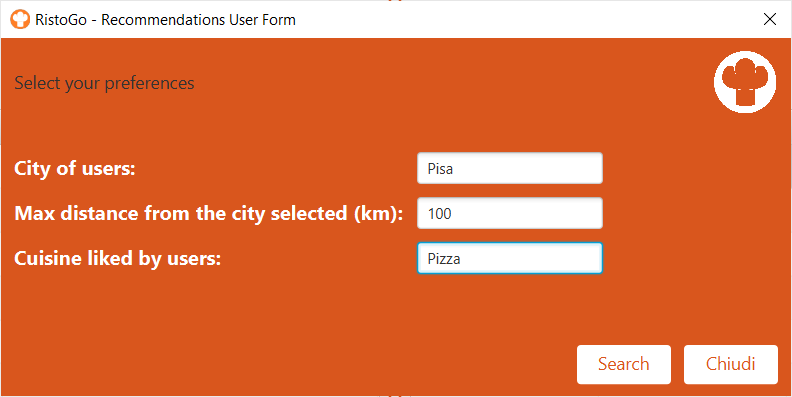 RistoGo - Recommendations User Form
Select your preferences
City of users: Pisa
Max distance from the city selected (km): 100
Cuisine liked by users: Pizza
Search Chiudi